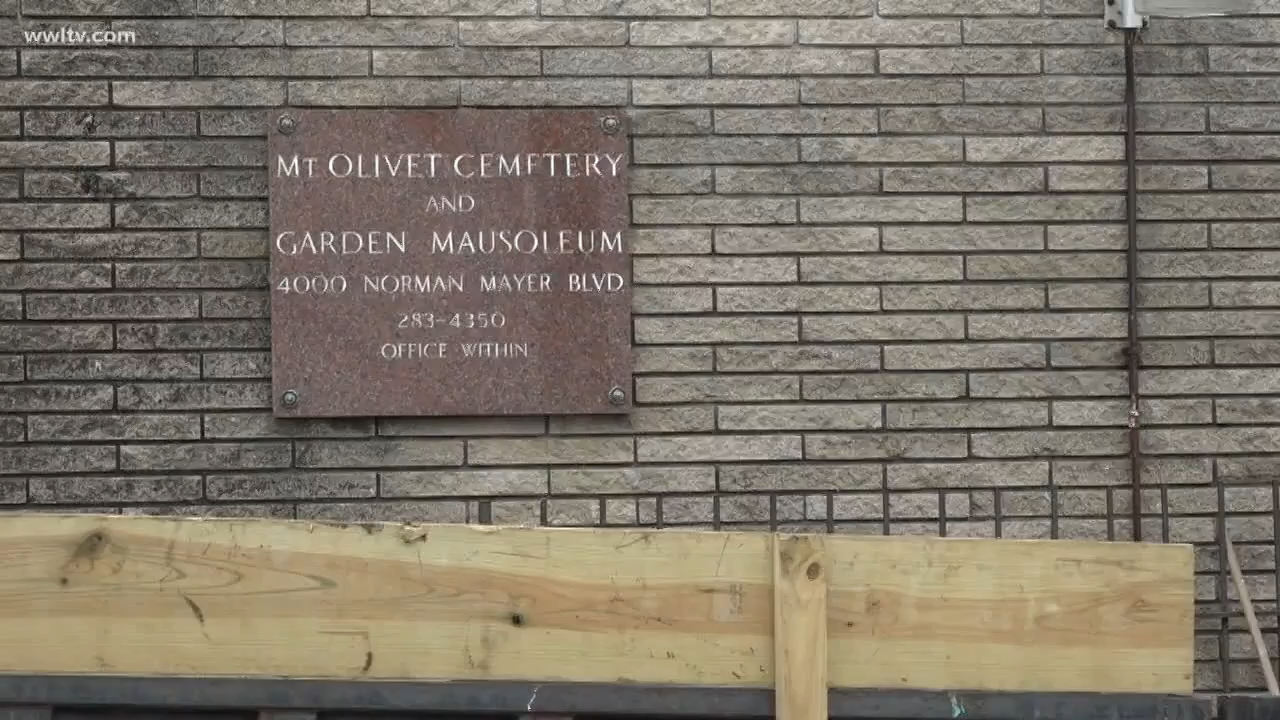 wwltv.com
MT OLIVET CEMETERY
AND
GARDEN MAUSOLEUM
4000 NORMAN MAYER BLVD
283-4350
OFFICE WITHIN